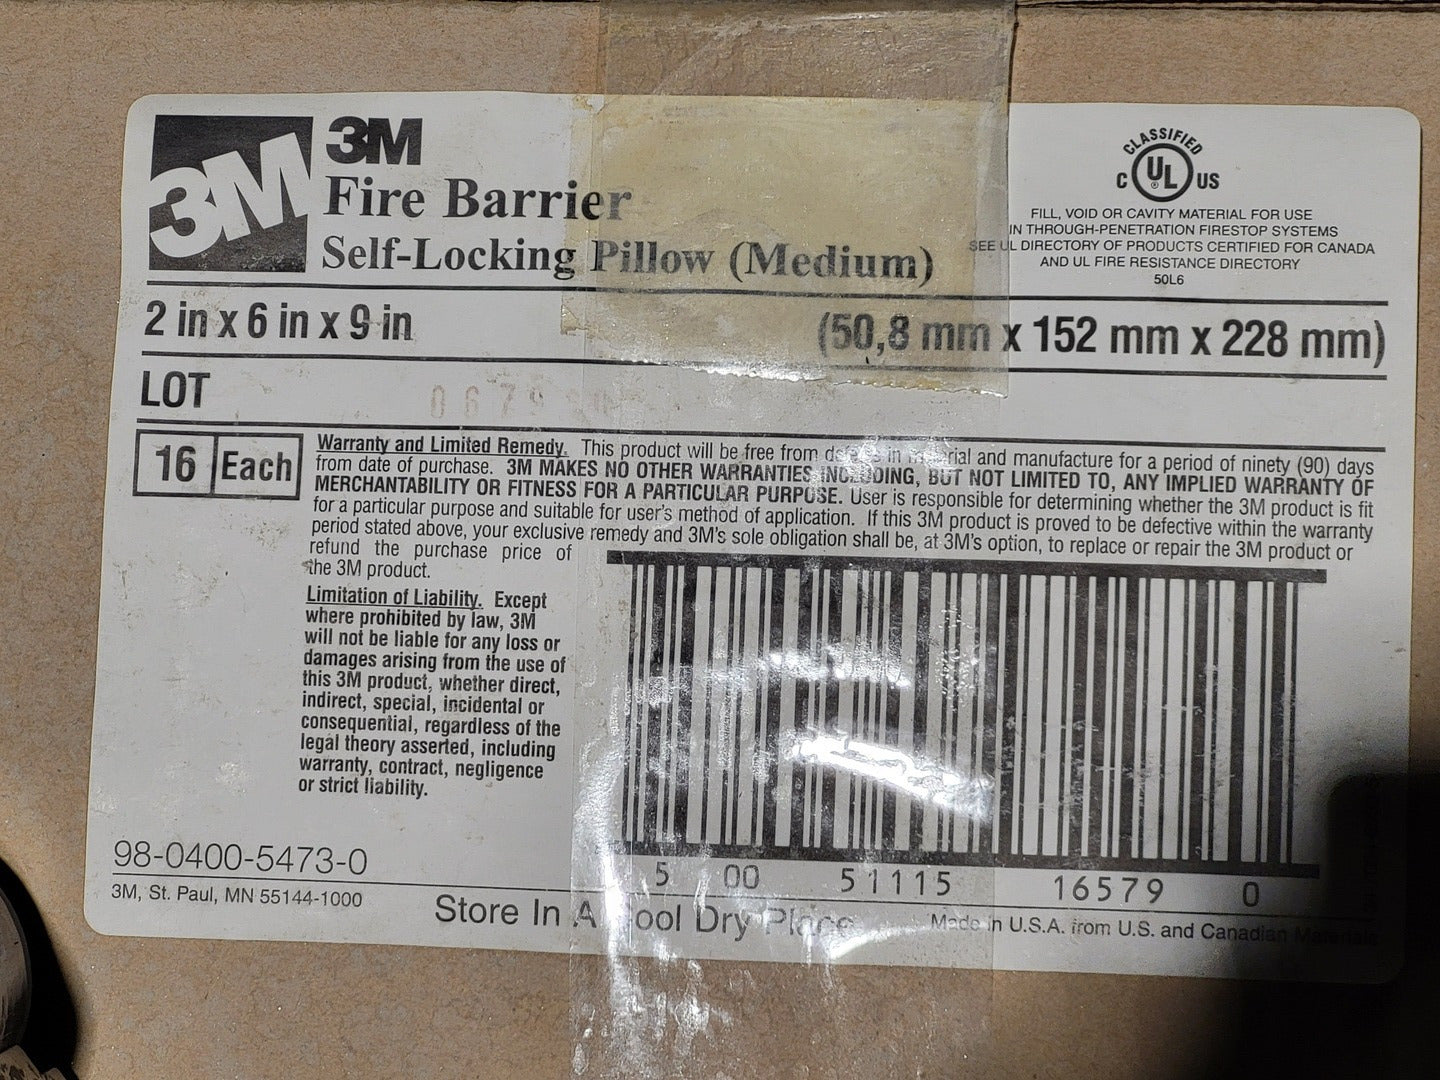 3M
3M
Fire Barrier
Self-Locking Pillow (Medium)
CLASSIFIED
C UL ® US
FILL, VOID OR CAVITY MATERIAL FOR USE
IN THROUGH-PENETRATION FIRESTOP SYSTEMS
SEE UL DIRECTORY OF PRODUCTS CERTIFIED FOR CANADA
AND UL FIRE RESISTANCE DIRECTORY
50L6
2 in x 6 in x 9 in (50,8 mm x 152 mm x 228 mm)
LOT
16 Each
Warranty and Limited Remedy. This product will be free from defects in material and manufacture for a period of ninety (90) days
from date of purchase. 3M MAKES NO OTHER WARRANTIES INCLUDING, BUT NOT LIMITED TO, ANY IMPLIED WARRANTY OF
MERCHANTABILITY OR FITNESS FOR A PARTICULAR PURPOSE. User is responsible for determining whether the 3M product is fit
for a particular purpose and suitable for user's method of application. If this 3M product is proved to be defective within the warranty
period stated above, your exclusive remedy and 3M's sole obligation shall be, at 3M's option, to replace or repair the 3M product or
refund the purchase price of
the 3M product.
Limitation of Liability. Except
where prohibited by law, 3M
will not be liable for any loss or
damages arising from the use of
this 3M product, whether direct,
indirect, special, incidental or
consequential, regardless of the
legal theory asserted, including
warranty, contract, negligence
or strict liability.
5 00 51115 16579 0
98-0400-5473-0
3M, St. Paul, MN 55144-1000
Store In A Cool Dry Place
Made in U.S.A. from U.S. and Canadian Materials